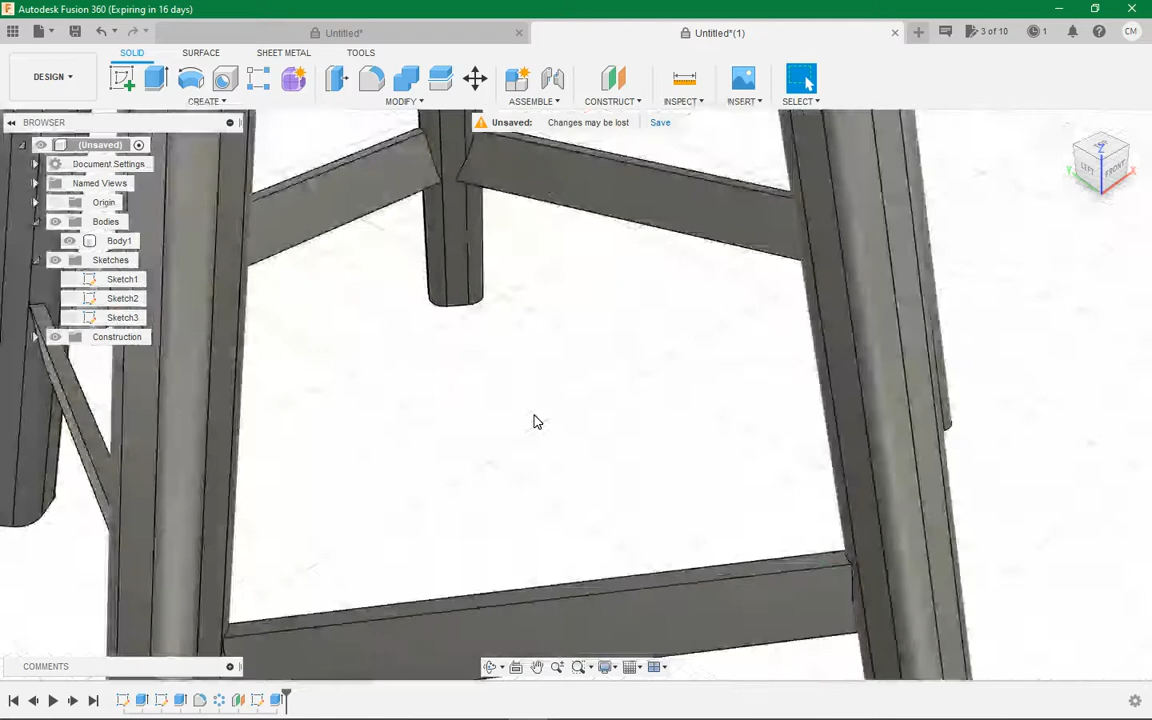 Autodesk Fusion 360 (Expiring in 16 days)
Untitled*
Untitled*(1)
3 of 10
1
CM
DESIGN
SOLID
SURFACE
SHEET METAL
TOOLS
CREATE
MODIFY
ASSEMBLE
CONSTRUCT
INSPECT
INSERT
SELECT
BROWSER
Unsaved: Changes may be lost Save
(Unsaved)
Document Settings
Named Views
Origin
Bodies
Body1
Sketches
Sketch1
Sketch2
Sketch3
Construction
Z
LEFT
FRONT
COMMENTS